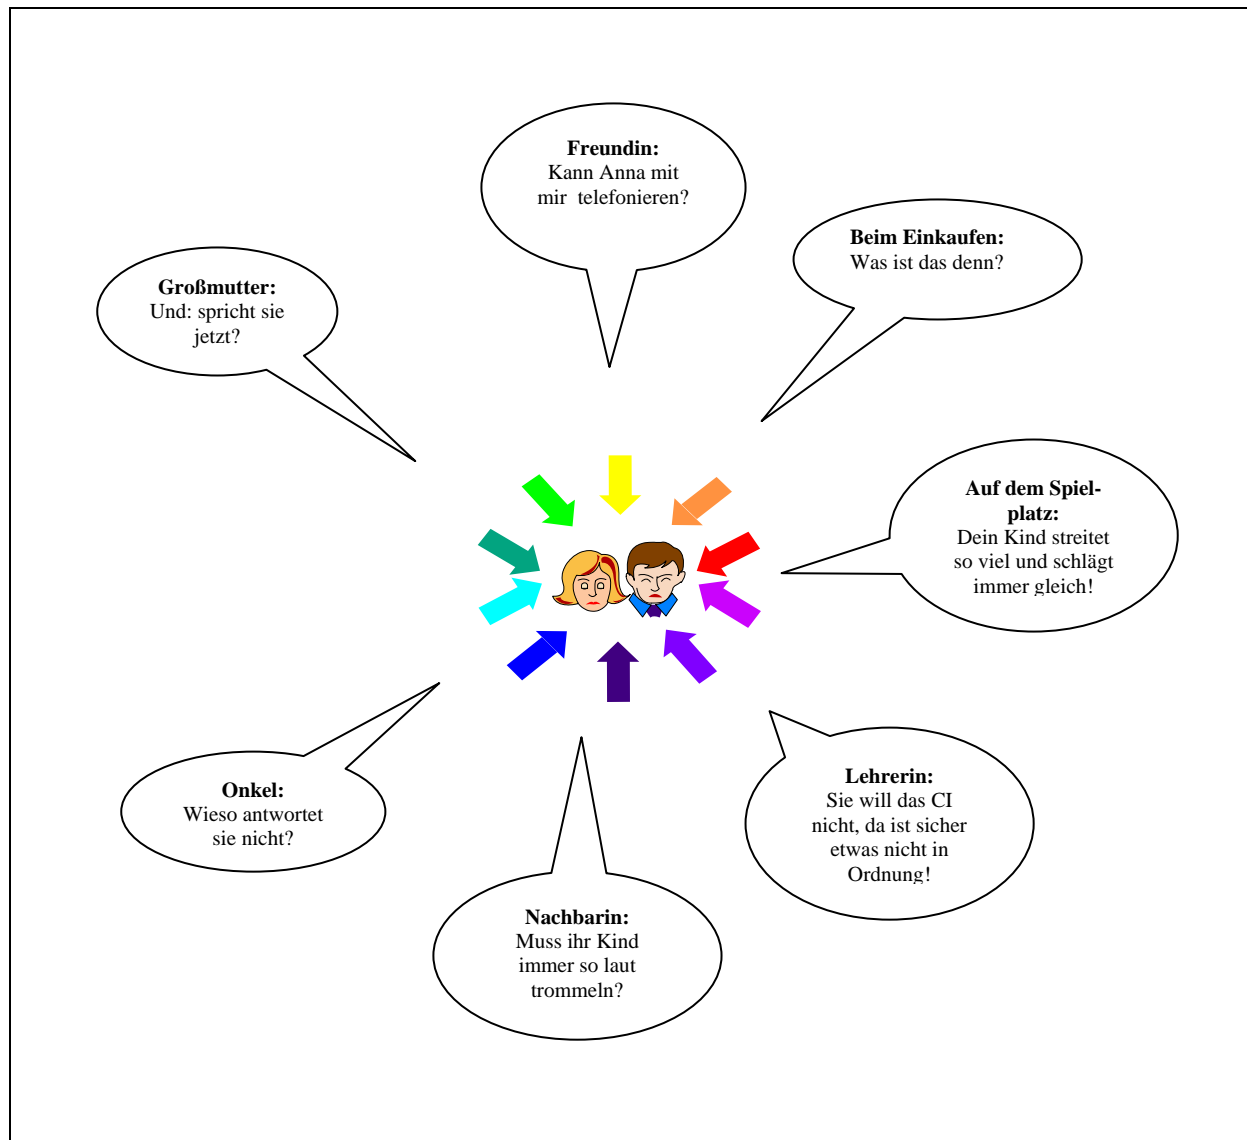 Freundin:
Kann Anna mit
mir telefonieren?
Beim Einkaufen:
Was ist das denn?
Großmutter:
Und: spricht sie
jetzt?
Auf dem Spiel-
platz:
Dein Kind streitet
so viel und schlägt
immer gleich!
Onkel:
Wieso antwortet
sie nicht?
Lehrerin:
Sie will das CI
nicht, da ist sicher
etwas nicht in
Ordnung!
Nachbarin:
Muss ihr Kind
immer so laut
trommeln?